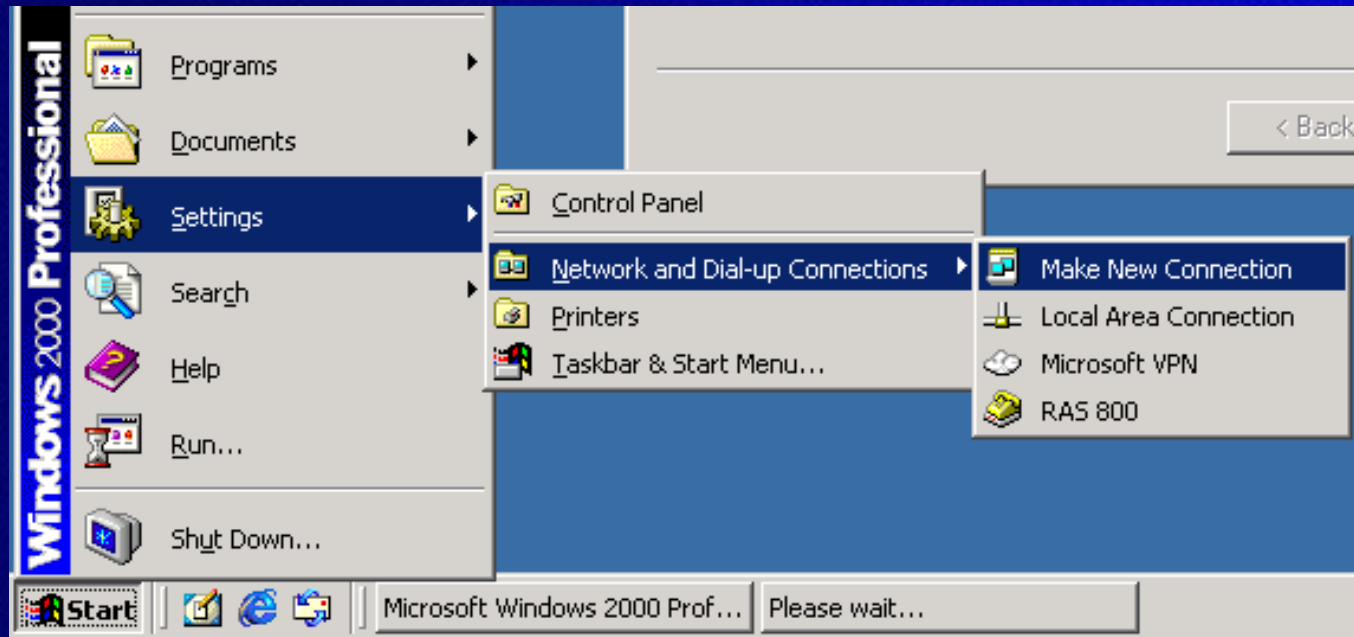 Windows 2000 Professional
Programs
Documents
Settings
Search
Help
Run...
Shut Down...
Control Panel
Network and Dial-up Connections
Printers
Taskbar & Start Menu...
Make New Connection
Local Area Connection
Microsoft VPN
RAS 800
< Back
Start
Microsoft Windows 2000 Prof...
Please wait...